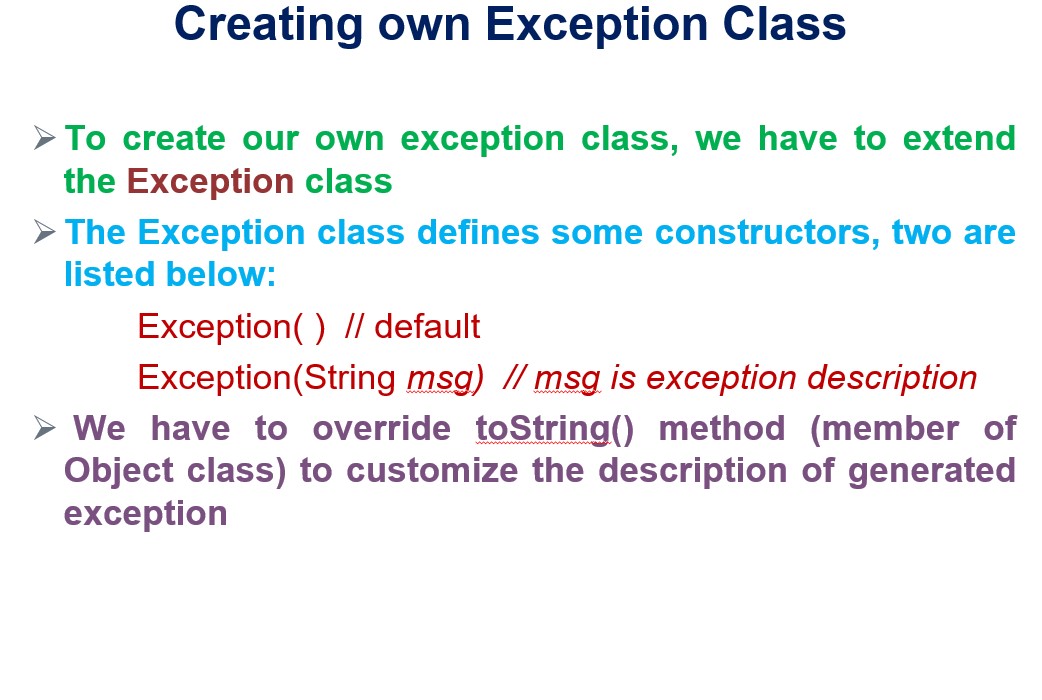 Creating own Exception Class
➢ To create our own exception class, we have to extend
the Exception class
➢ The Exception class defines some constructors, two are
listed below:
Exception( )  // default
Exception(String msg)  // msg is exception description
➢ We have to override toString() method (member of
Object class) to customize the description of generated
exception